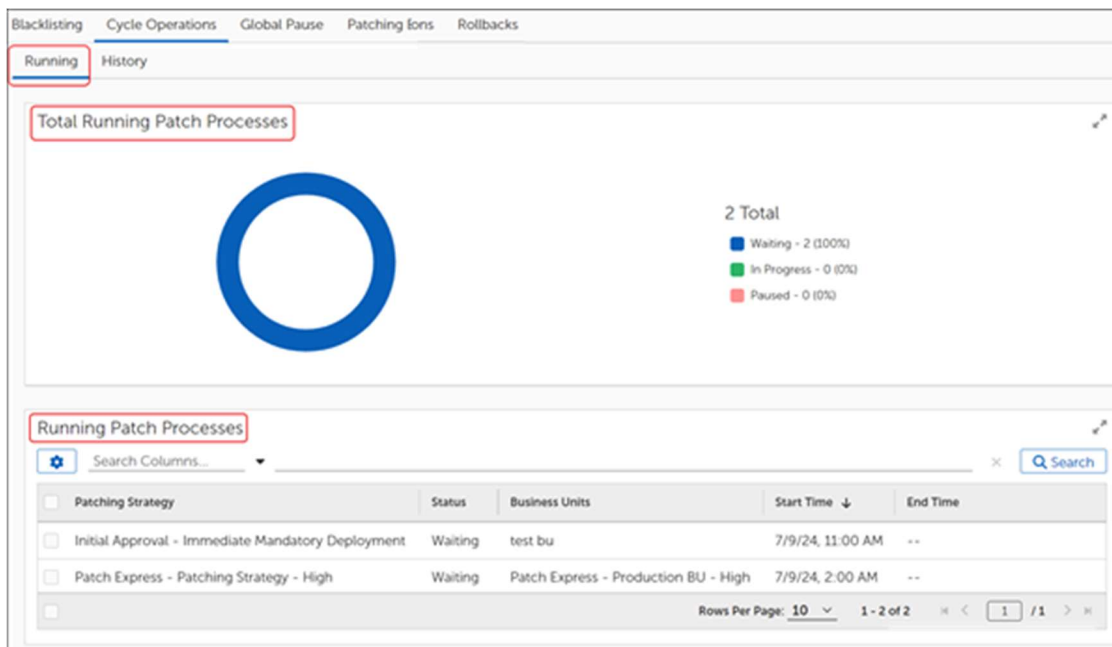 Blacklisting Cycle Operations Global Pause Patching Ions Rollbacks
Running History
Total Running Patch Processes
2 Total
Waiting - 2 (100%)
In Progress - 0 (0%)
Paused - 0 (0%)
Running Patch Processes
Search Columns... Search
Patching Strategy Status Business Units Start Time ↓ End Time
Initial Approval - Immediate Mandatory Deployment Waiting test bu 7/9/24, 11:00 AM --
Patch Express - Patching Strategy - High Waiting Patch Express - Production BU - High 7/9/24, 2:00 AM --
Rows Per Page: 10 1 - 2 of 2 1 / 1